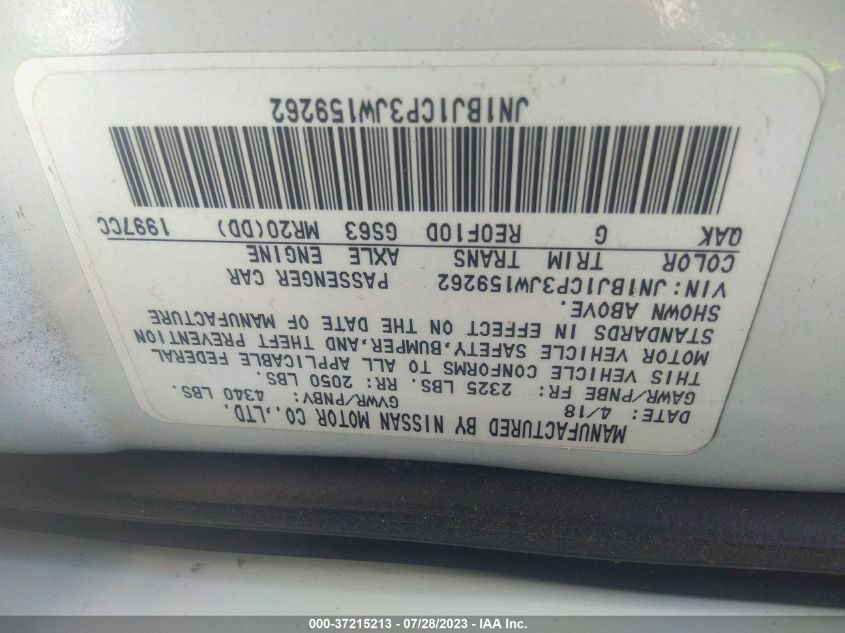 MANUFACTURED BY NISSAN MOTOR CO.,LTD.
DATE: 4/18 GVWR/PNBV: 4340 LBS.
GAWR/PNBE FR: 2325 LBS. RR: 2050 LBS.
THIS VEHICLE CONFORMS TO ALL APPLICABLE FEDERAL
MOTOR VEHICLE SAFETY,BUMPER,AND THEFT PREVENTION
STANDARDS IN EFFECT ON THE DATE OF MANUFACTURE
SHOWN ABOVE.
VIN:JN1BJ1CP3JW159262 PASSENGER CAR
COLOR TRIM TRANS AXLE ENGINE
QAK G RE0F10D GS63 MR20(DD) 1997CC
JN1BJ1CP3JW159262
000-37215213 - 07/28/2023 - IAA Inc.